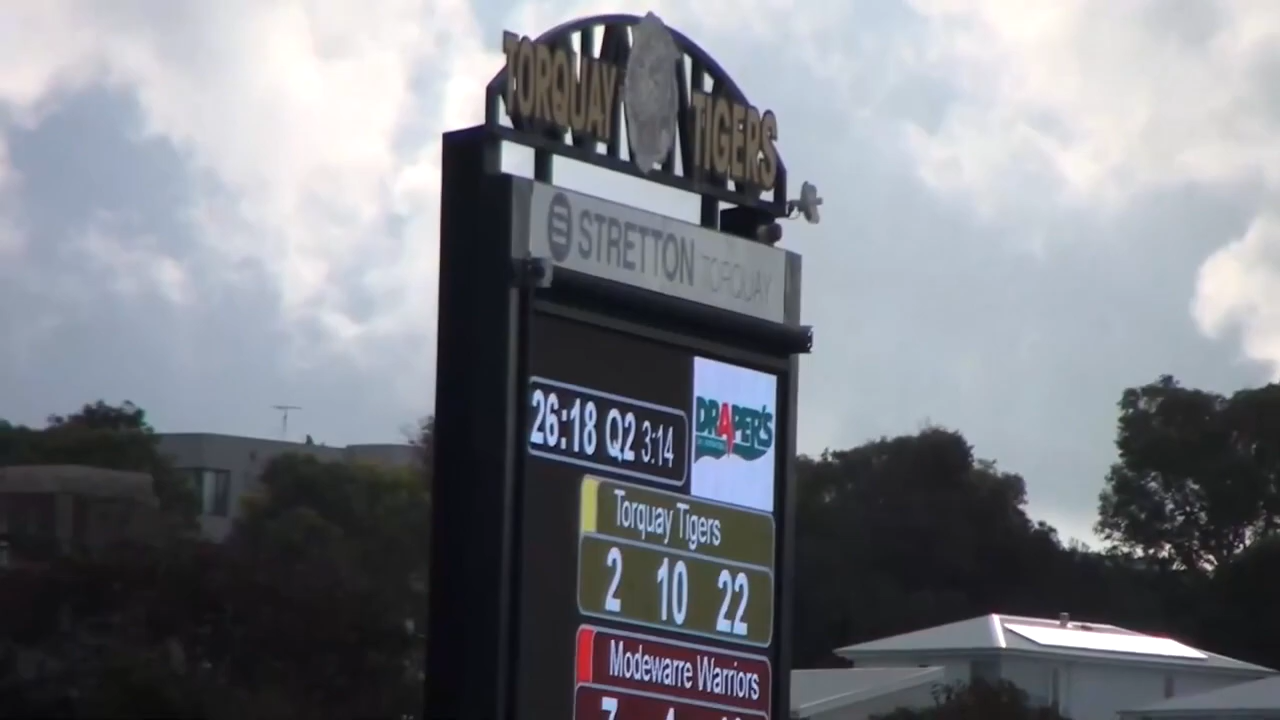 TORQUAY TIGERS
STRETTON TORQUAY
26:18 Q2 3:14
DRAPER'S
Torquay Tigers
2 10 22
Modewarre Warriors